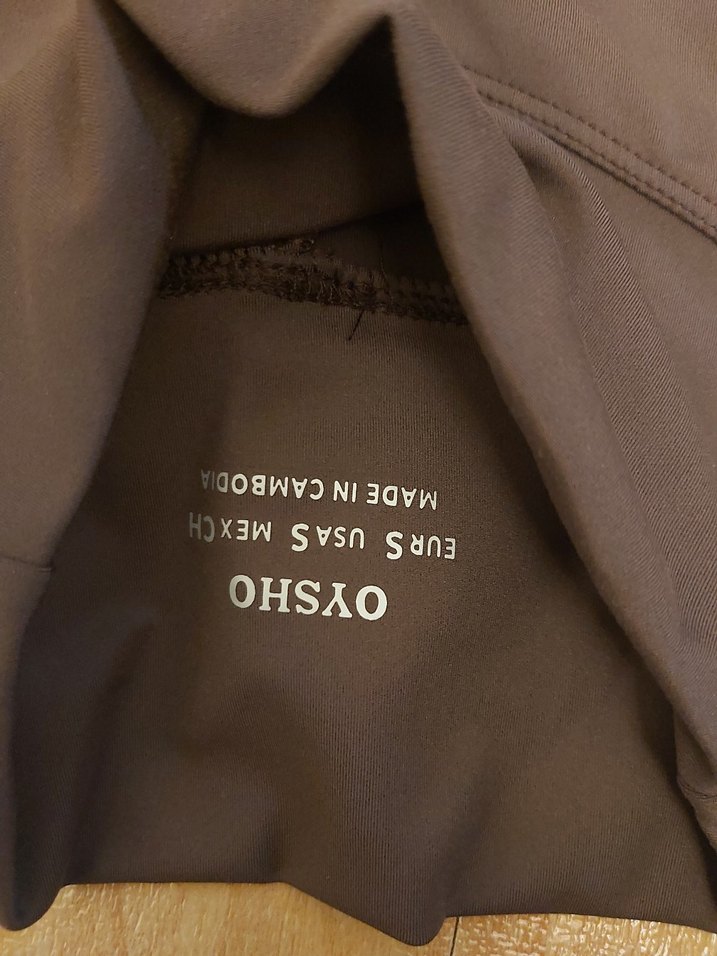 OYSHO
EUR S USA S MEX CH
MADE IN CAMBODIA